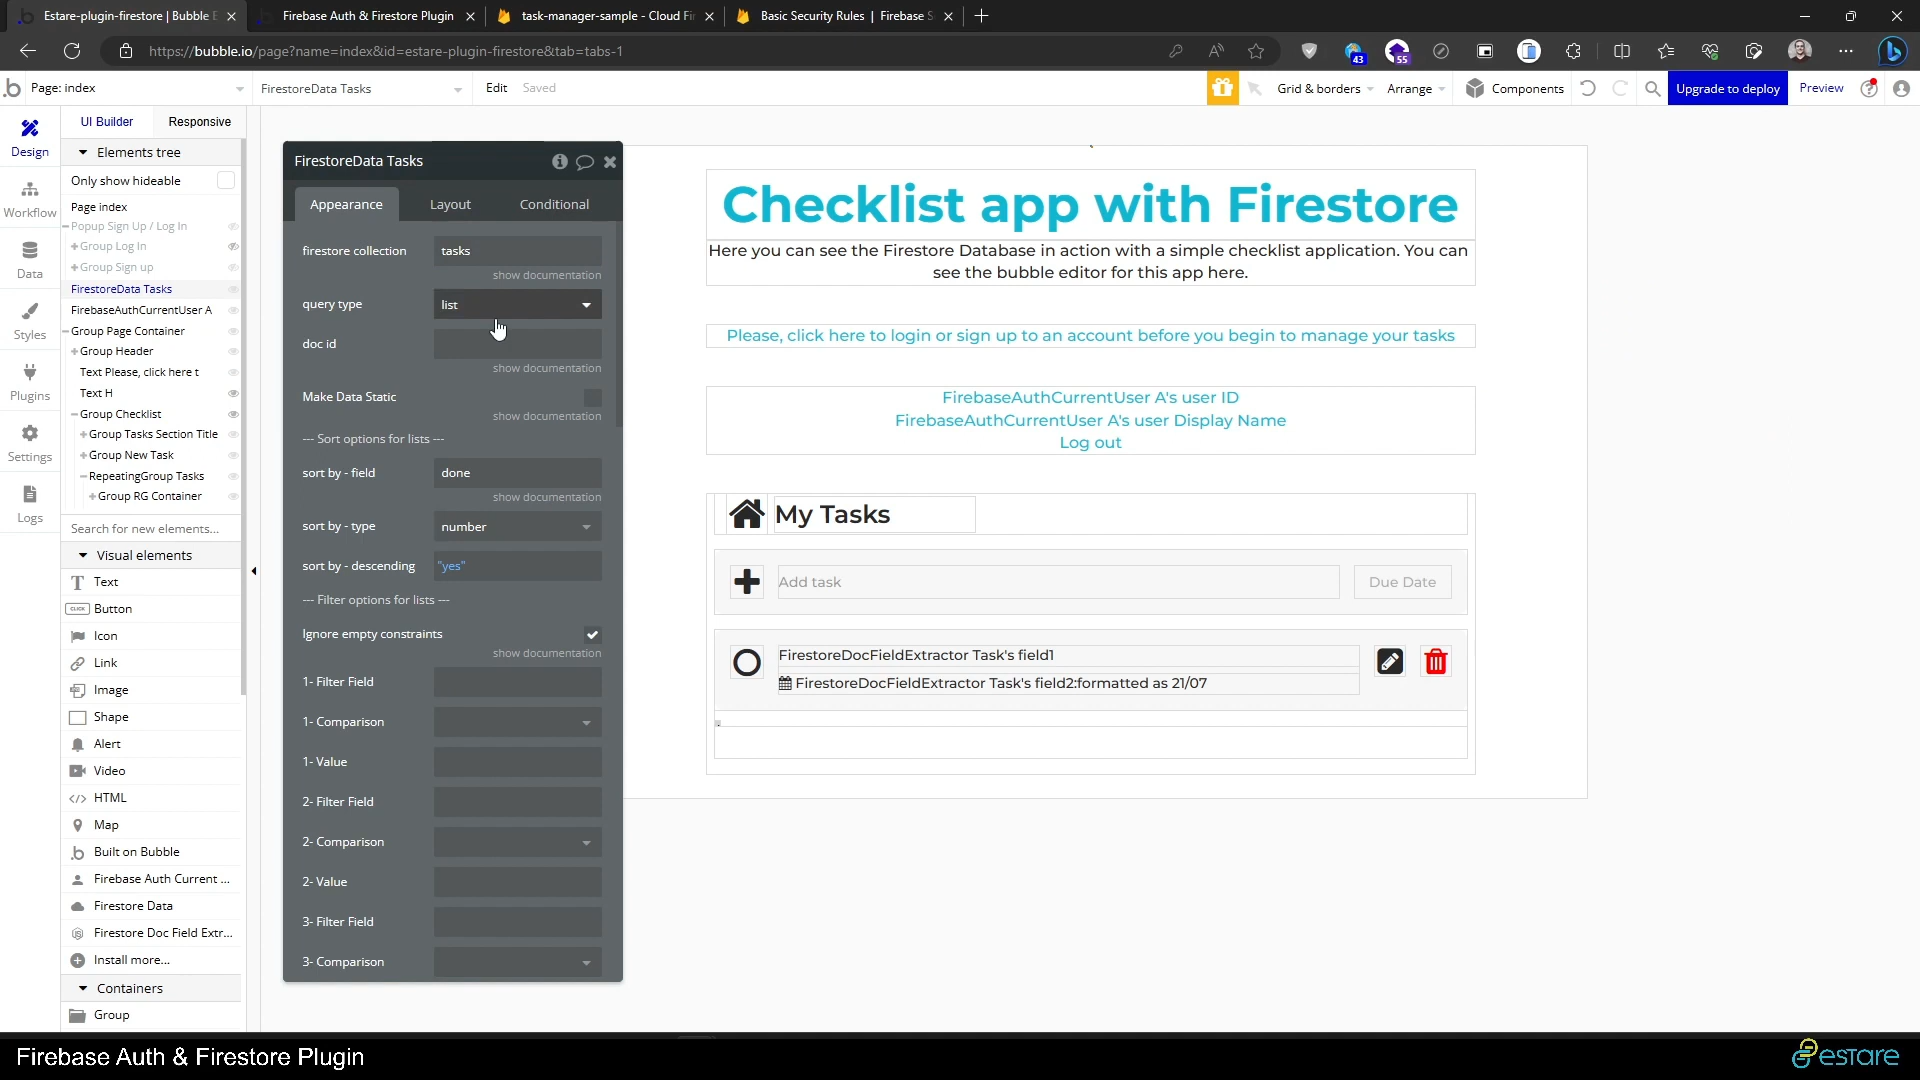 Estare-plugin-firestore | Bubble E
Firebase Auth & Firestore Plugin
task-manager-sample - Cloud Fir
Basic Security Rules | Firebase S
https://bubble.io/page?name=index&id=estare-plugin-firestore&tab=tabs-1
43
55
Page: index
FirestoreData Tasks
Edit
Saved
Grid & borders
Arrange
Components
Upgrade to deploy
Preview
Design
Workflow
Data
Styles
Plugins
Settings
Logs
UI Builder
Responsive
Elements tree
Only show hideable
Page index
Popup Sign Up / Log In
Group Log In
Group Sign up
FirestoreData Tasks
FirebaseAuthCurrentUser A
Group Page Container
Group Header
Text Please, click here t
Text H
Group Checklist
Group Tasks Section Title
Group New Task
RepeatingGroup Tasks
Group RG Container
Search for new elements...
Visual elements
Text
CLICK
Button
Icon
Link
Image
Shape
Alert
Video
HTML
Map
Built on Bubble
Firebase Auth Current ...
Firestore Data
Firestore Doc Field Extr...
Install more...
Containers
Group
FirestoreData Tasks
Appearance
Layout
Conditional
firestore collection
tasks
show documentation
query type
list
doc id
show documentation
Make Data Static
show documentation
--- Sort options for lists ---
sort by - field
done
show documentation
sort by - type
number
sort by - descending
"yes"
--- Filter options for lists ---
Ignore empty constraints
show documentation
1- Filter Field
1- Comparison
1- Value
2- Filter Field
2- Comparison
2- Value
3- Filter Field
3- Comparison
Checklist app with Firestore
Here you can see the Firestore Database in action with a simple checklist application. You can
see the bubble editor for this app here.
Please, click here to login or sign up to an account before you begin to manage your tasks
FirebaseAuthCurrentUser A's user ID
FirebaseAuthCurrentUser A's user Display Name
Log out
My Tasks
Add task
Due Date
FirestoreDocFieldExtractor Task's field1
FirestoreDocFieldExtractor Task's field2:formatted as 21/07
Firebase Auth & Firestore Plugin
estare